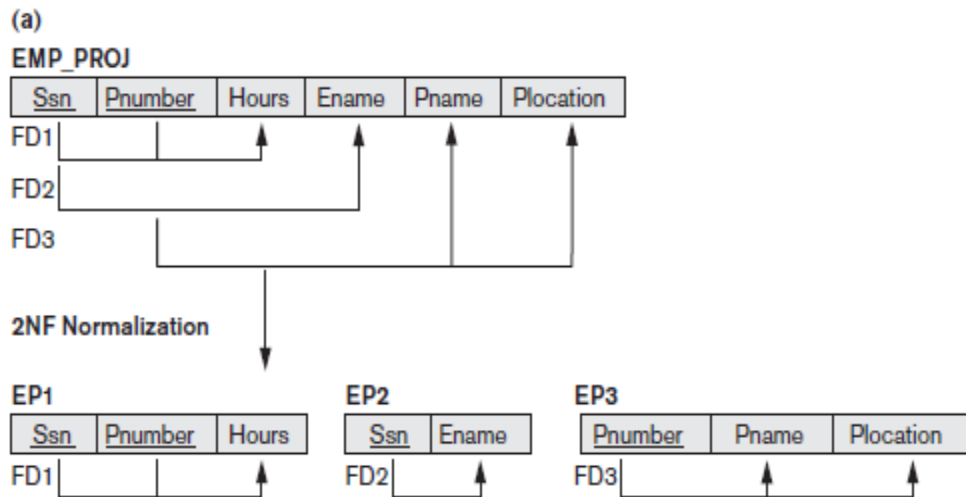 (a)
EMP_PROJ
Ssn Pnumber Hours Ename Pname Plocation
FD1
FD2
FD3
2NF Normalization
EP1 EP2 EP3
Ssn Pnumber Hours Ssn Ename Pnumber Pname Plocation
FD1 FD2 FD3